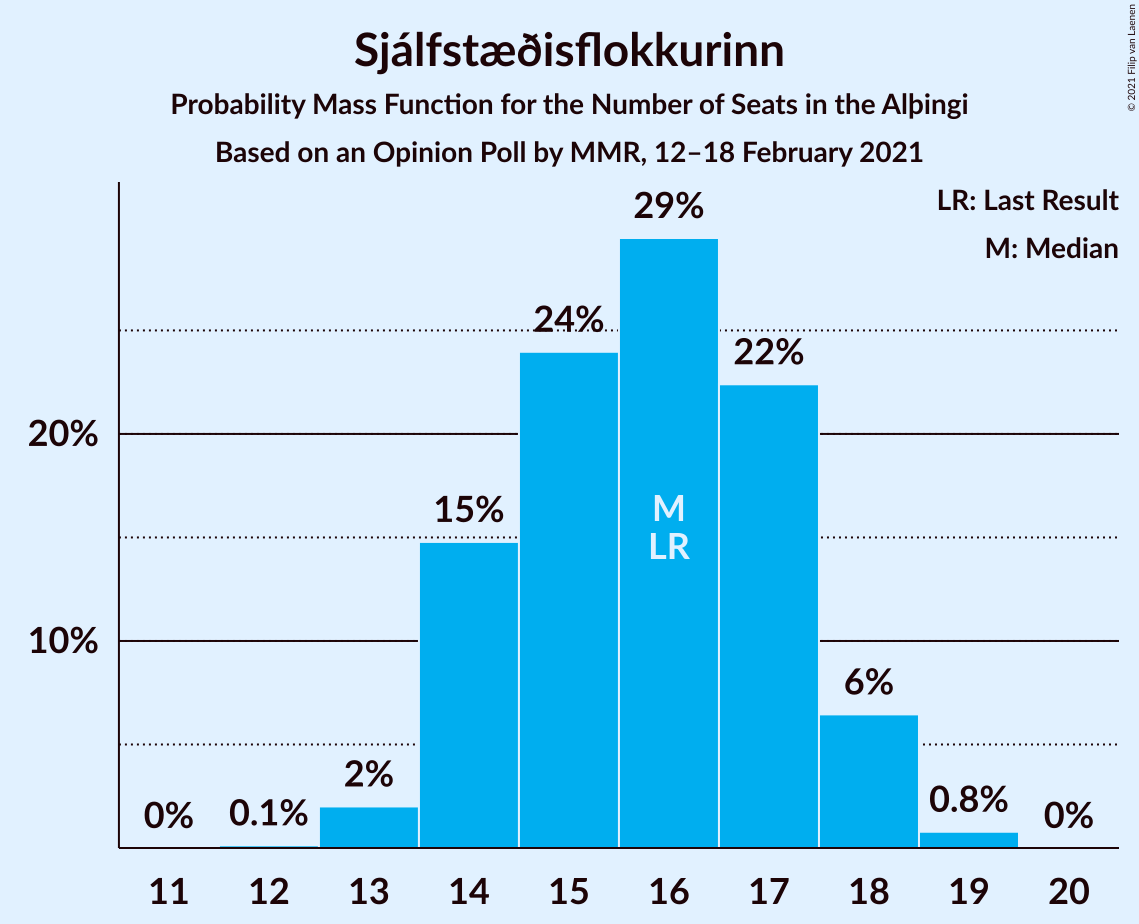 Sjálfstæðisflokkurinn
Probability Mass Function for the Number of Seats in the Alþingi
Based on an Opinion Poll by MMR, 12–18 February 2021
© 2021 Filip van Laenen
LR: Last Result
M: Median
20%
10%
0%
0.1%
2%
15%
24%
29%
22%
6%
0.8%
0%
M
LR
11 12 13 14 15 16 17 18 19 20